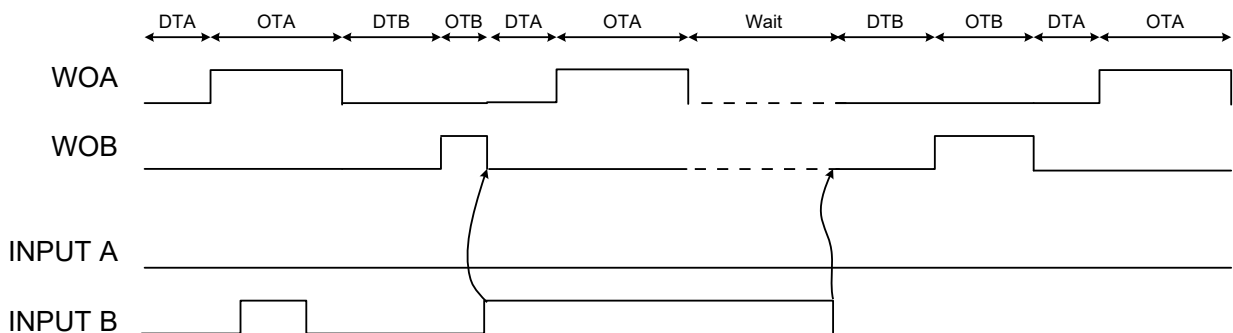 DTA OTA DTB OTB DTA OTA Wait DTB OTB DTA OTA
WOA
WOB
INPUT A
INPUT B